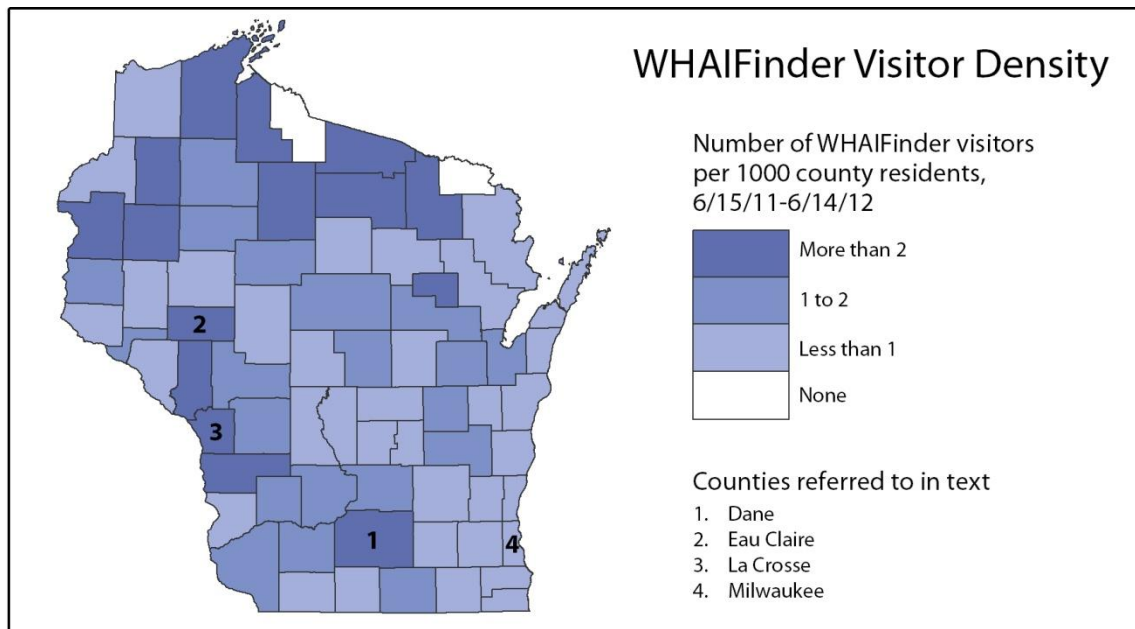 WHAIFinder Visitor Density
Number of WHAIFinder visitors
per 1000 county residents,
6/15/11-6/14/12
More than 2
1 to 2
Less than 1
None
Counties referred to in text
1. Dane
2. Eau Claire
3. La Crosse
4. Milwaukee
2
3
1
4